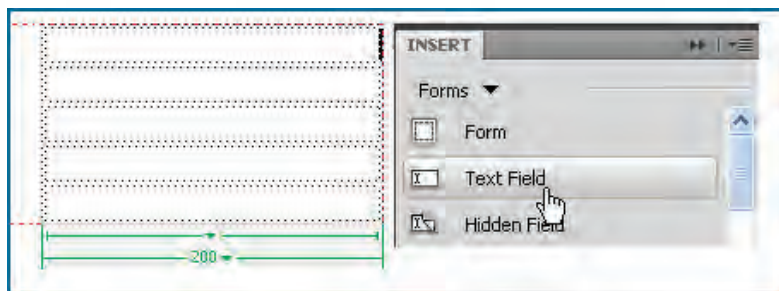 INSERT
Forms
Form
Text Field
Hidden Field
200